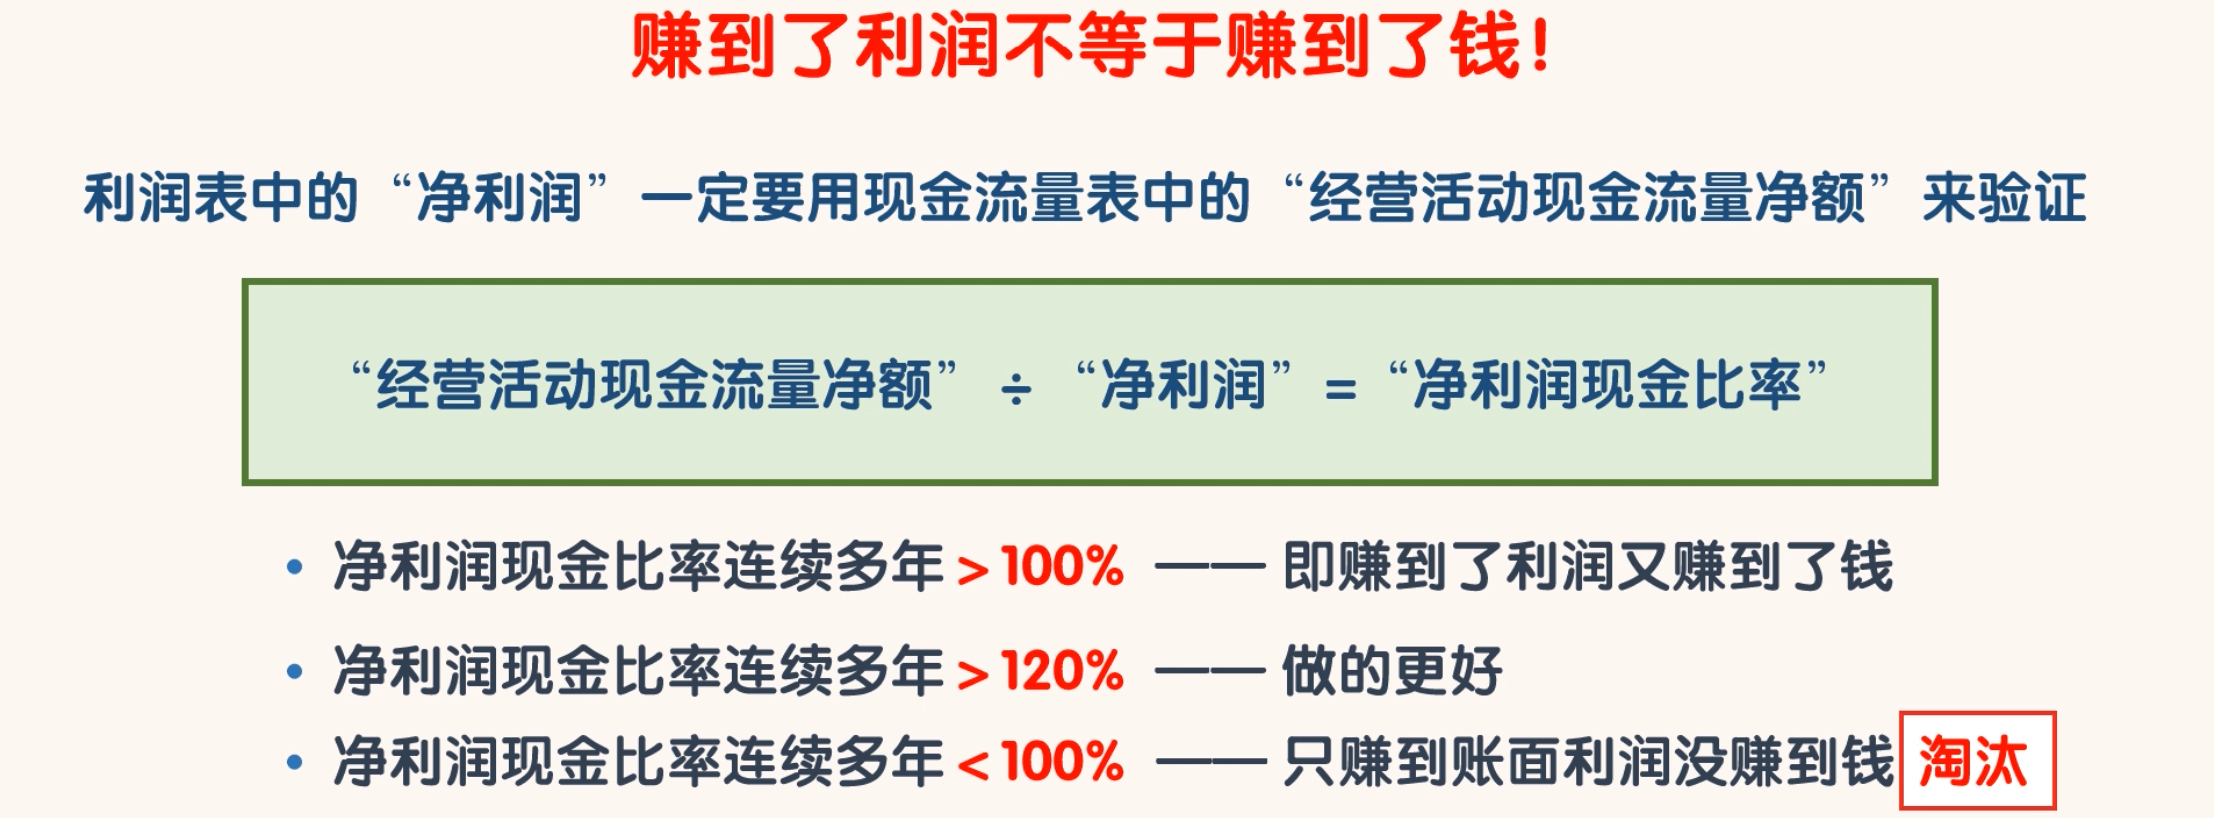 赚到了利润不等于赚到了钱！
利润表中的“净利润”一定要用现金流量表中的“经营活动现金流量净额”来验证
“经营活动现金流量净额” ÷ “净利润” = “净利润现金比率”
• 净利润现金比率连续多年 > 100% —— 即赚到了利润又赚到了钱
• 净利润现金比率连续多年 > 120% —— 做的更好
• 净利润现金比率连续多年 < 100% —— 只赚到账面利润没赚到钱 淘汰